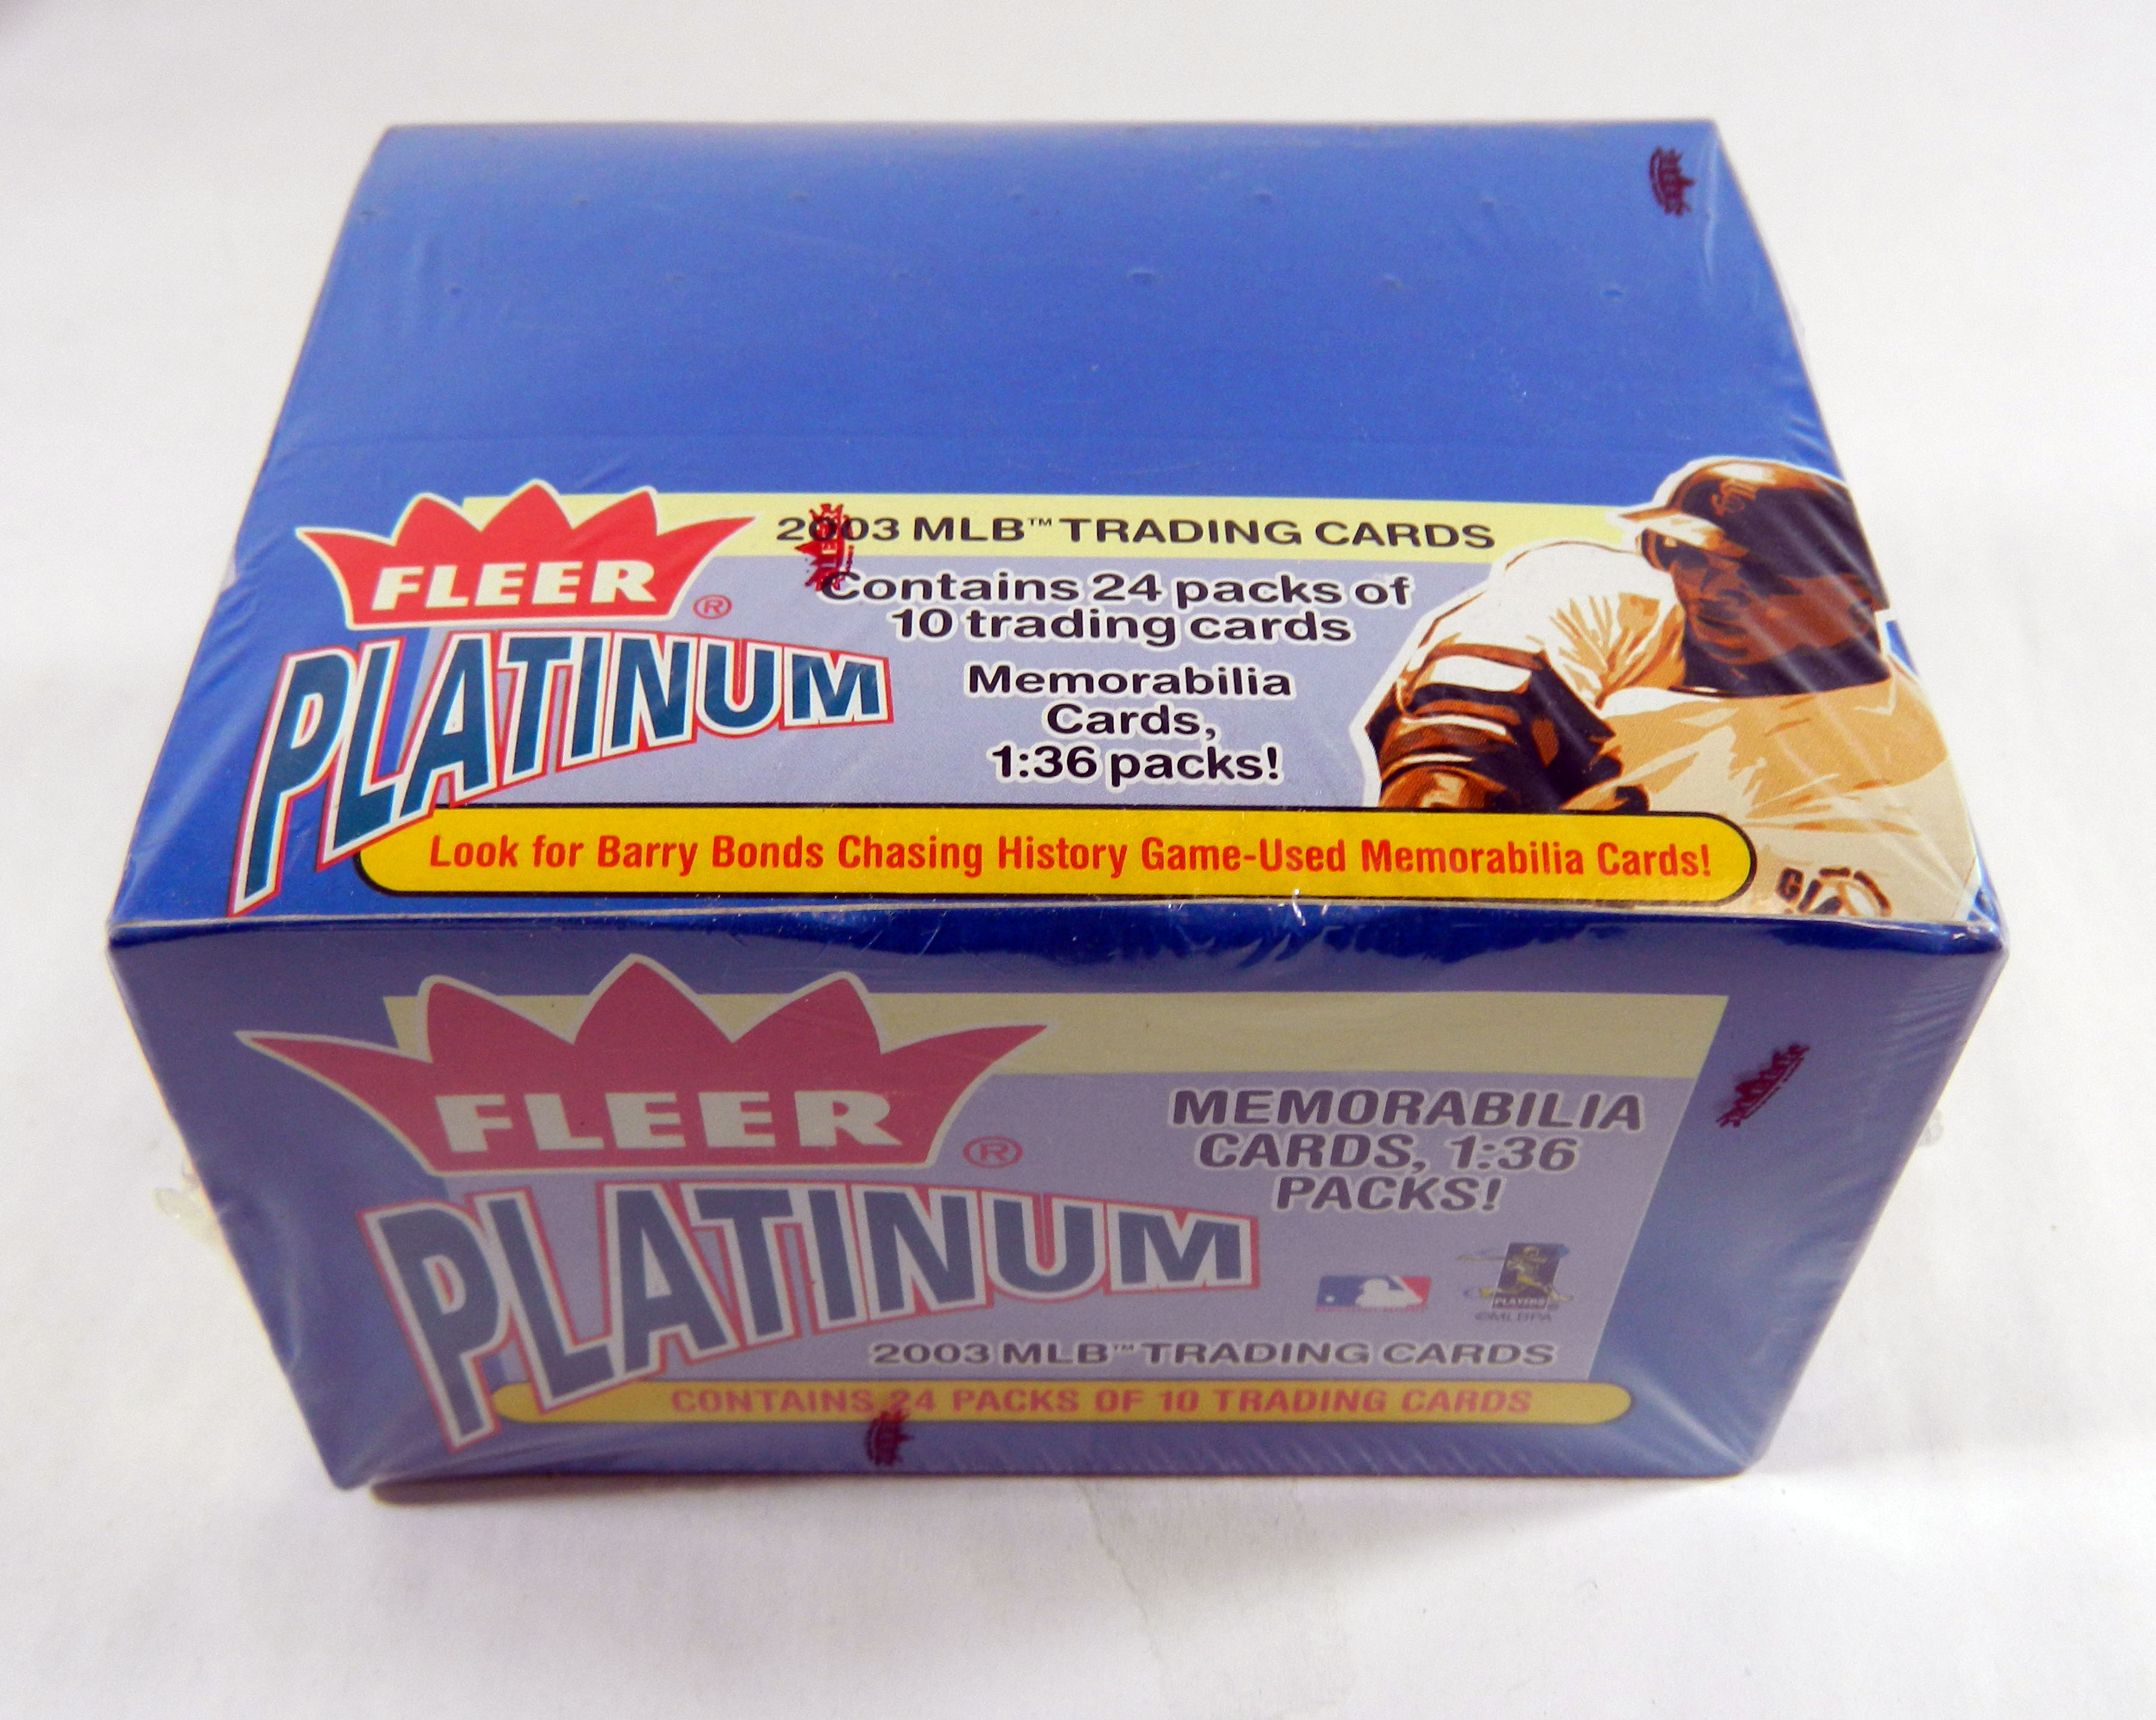 FLEER ®
PLATINUM
2003 MLB™ TRADING CARDS
Contains 24 packs of
10 trading cards
Memorabilia
Cards,
1:36 packs!
Look for Barry Bonds Chasing History Game-Used Memorabilia Cards!
FLEER ®
PLATINUM
MEMORABILIA
CARDS, 1:36
PACKS!
PLAYERS
©MLBPA
2003 MLB™ TRADING CARDS
CONTAINS 24 PACKS OF 10 TRADING CARDS